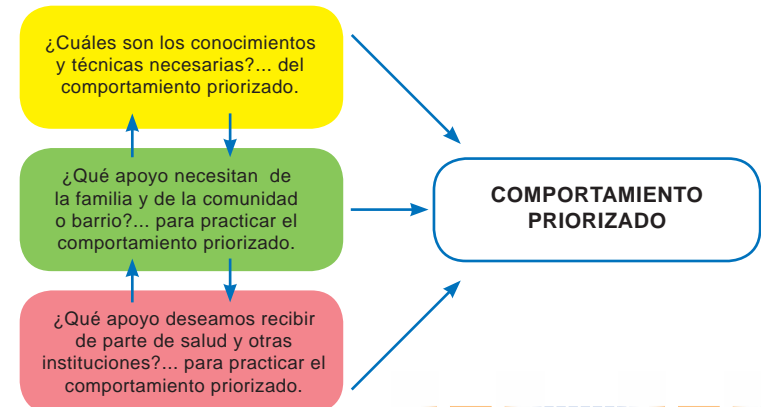 ¿Cuáles son los conocimientos
y técnicas necesarias?... del
comportamiento priorizado.
¿Qué apoyo necesitan de
la familia y de la comunidad
o barrio?... para practicar el
comportamiento priorizado.
COMPORTAMIENTO
PRIORIZADO
¿Qué apoyo deseamos recibir
de parte de salud y otras
instituciones?... para practicar el
comportamiento priorizado.